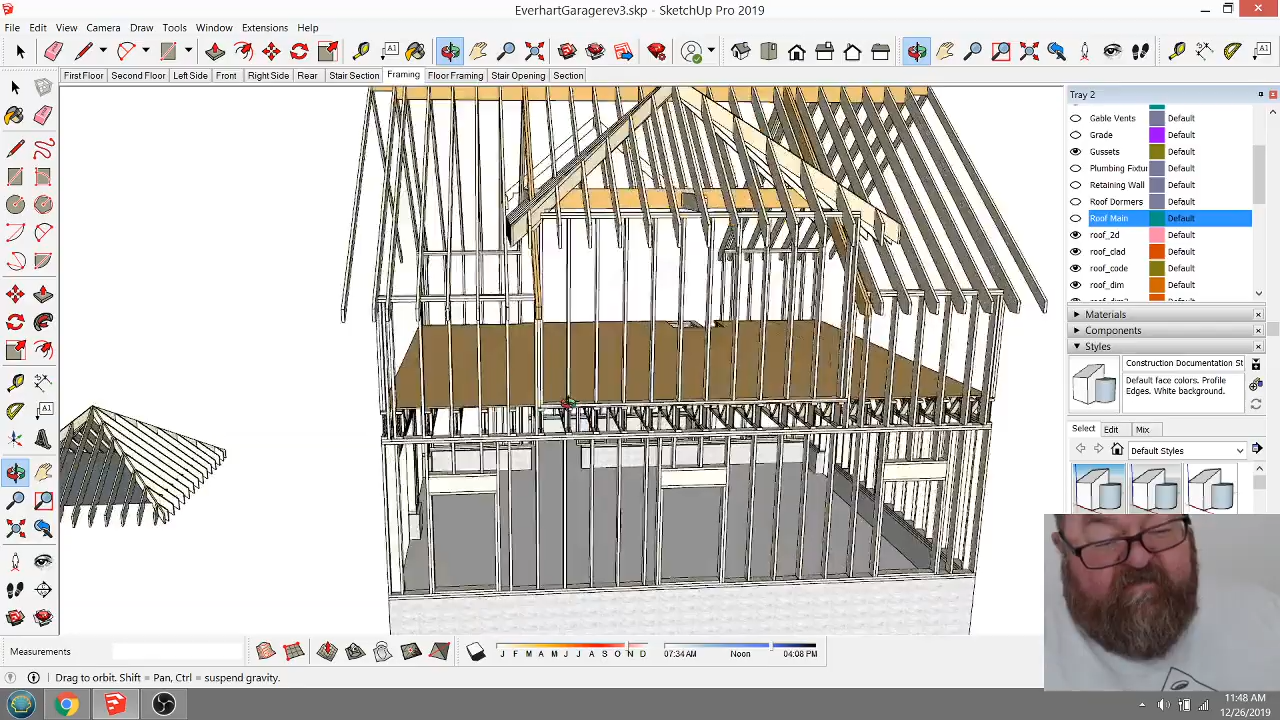 EverhartGaragerev3.skp - SketchUp Pro 2019
File Edit View Camera Draw Tools Window Extensions Help
First Floor Second Floor Left Side Front Right Side Rear Stair Section Framing Floor Framing Stair Opening Section
Tray 2
Gable Vents Default
Grade Default
Gussets Default
Plumbing Fixtu Default
Retaining Wall Default
Roof Dormers Default
Roof Main Default
roof_2d Default
roof_clad Default
roof_code Default
roof_dim Default
Materials
Components
Styles
Construction Documentation St
Default face colors. Profile
Edges. White background.
Select Edit Mix
Default Styles
Measurements
J F M A M J J A S O N D
07:34 AM Noon 04:08 PM
Drag to orbit. Shift = Pan, Ctrl = suspend gravity.
11:48 AM
12/26/2019